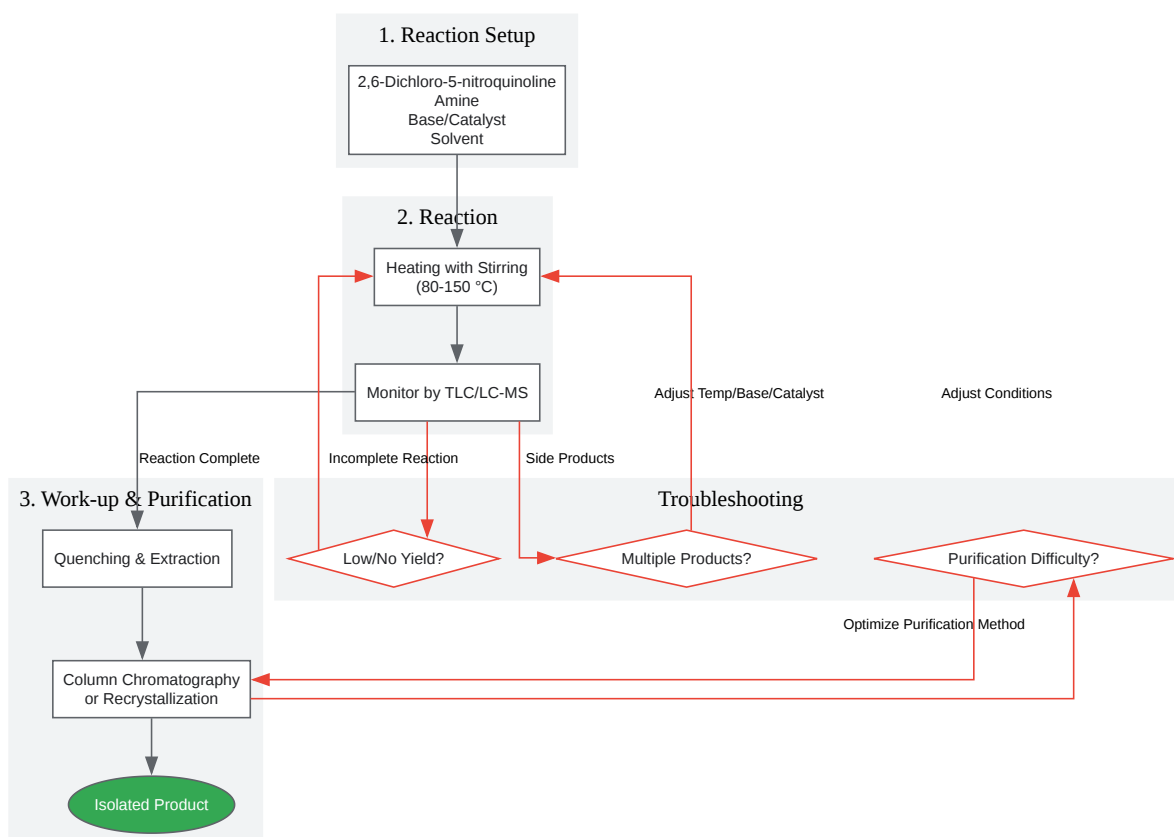 1. Reaction Setup
2,6-Dichloro-5-nitroquinoline
Amine
Base/Catalyst
Solvent
2. Reaction
Heating with Stirring
(80-150 °C)
Monitor by TLC/LC-MS
Adjust Temp/Base/Catalyst
Adjust Conditions
Reaction Complete
Incomplete Reaction
Side Products
3. Work-up & Purification
Troubleshooting
Quenching & Extraction
Low/No Yield?
Multiple Products?
Purification Difficulty?
Optimize Purification Method
Column Chromatography
or Recrystallization
Isolated Product